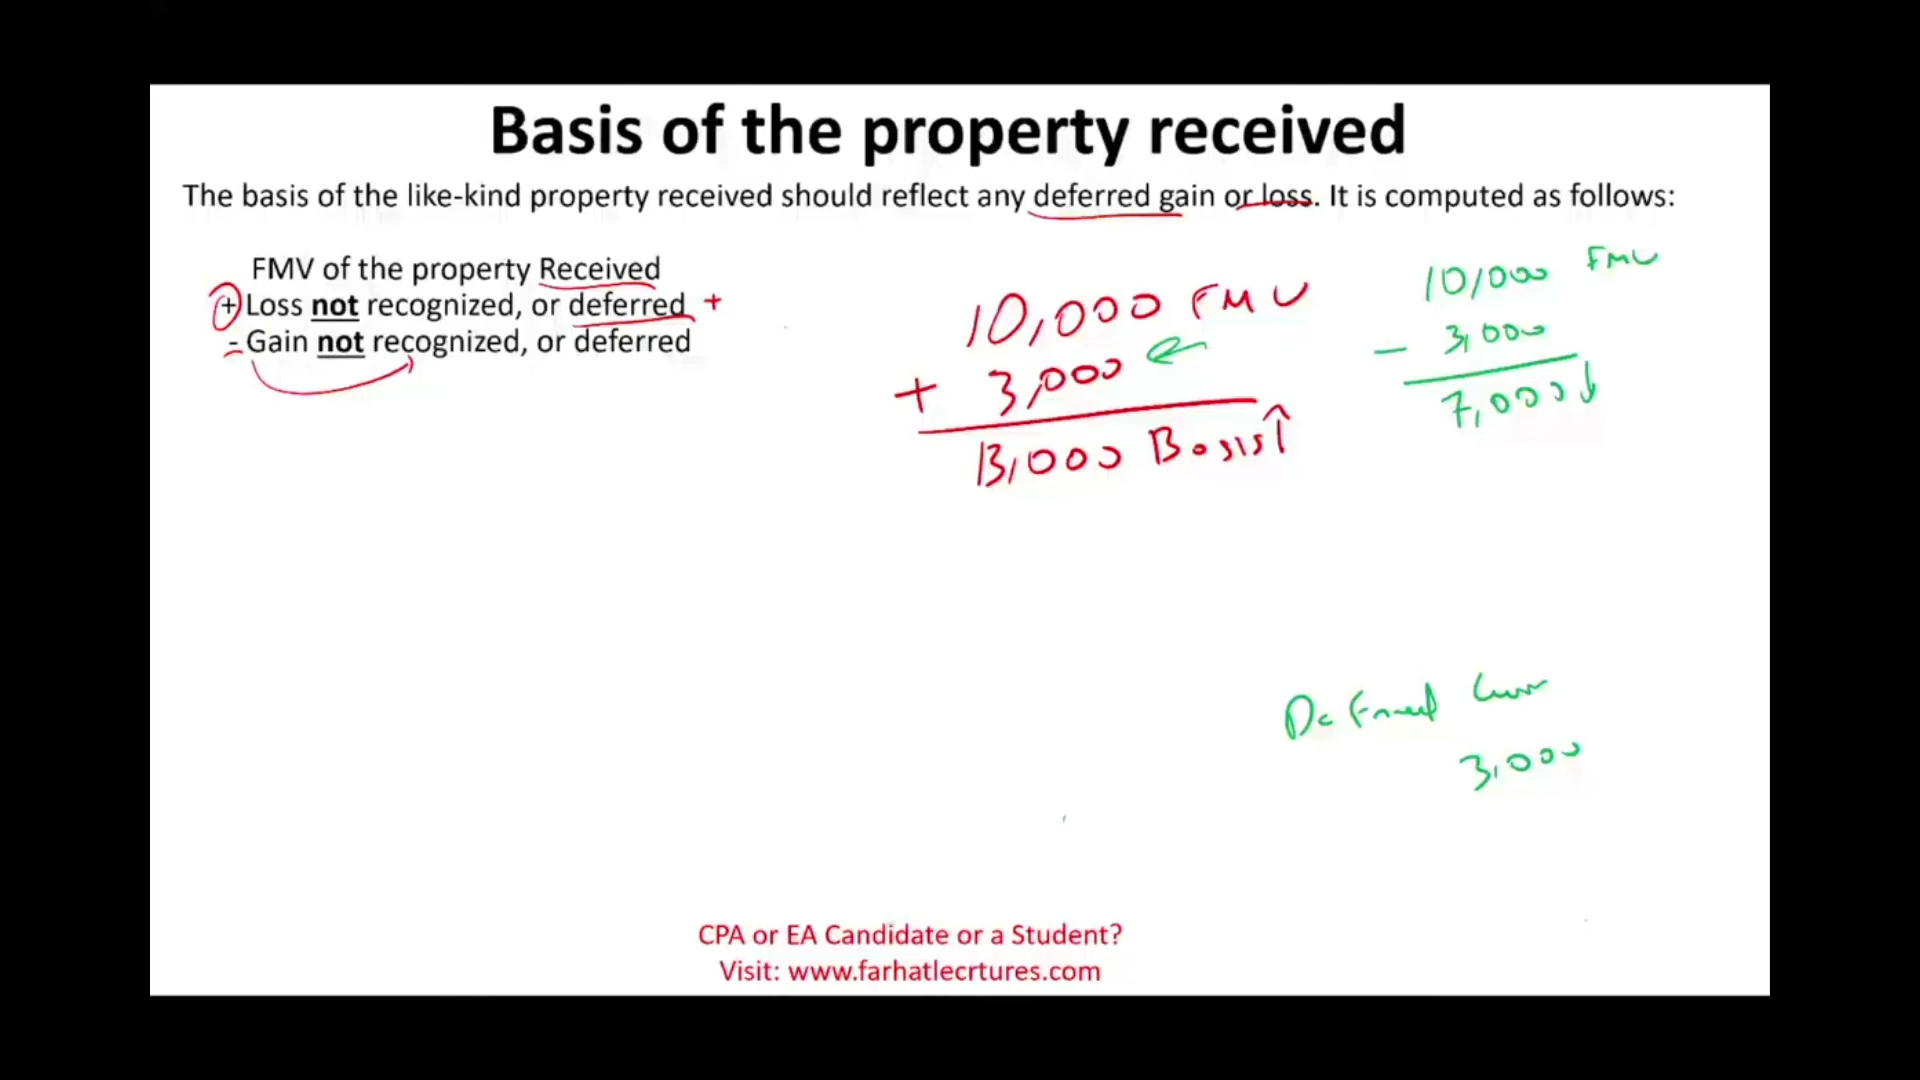 Basis of the property received
The basis of the like-kind property received should reflect any deferred gain or loss. It is computed as follows:
FMV of the property Received
+ Loss not recognized, or deferred +
- Gain not recognized, or deferred
10,000 FMV
+ 3,000
13,000 Basis
10,000 FMV
- 3,000
7,000
Deferred
3,000
CPA or EA Candidate or a Student?
Visit: www.farhatlecrtures.com